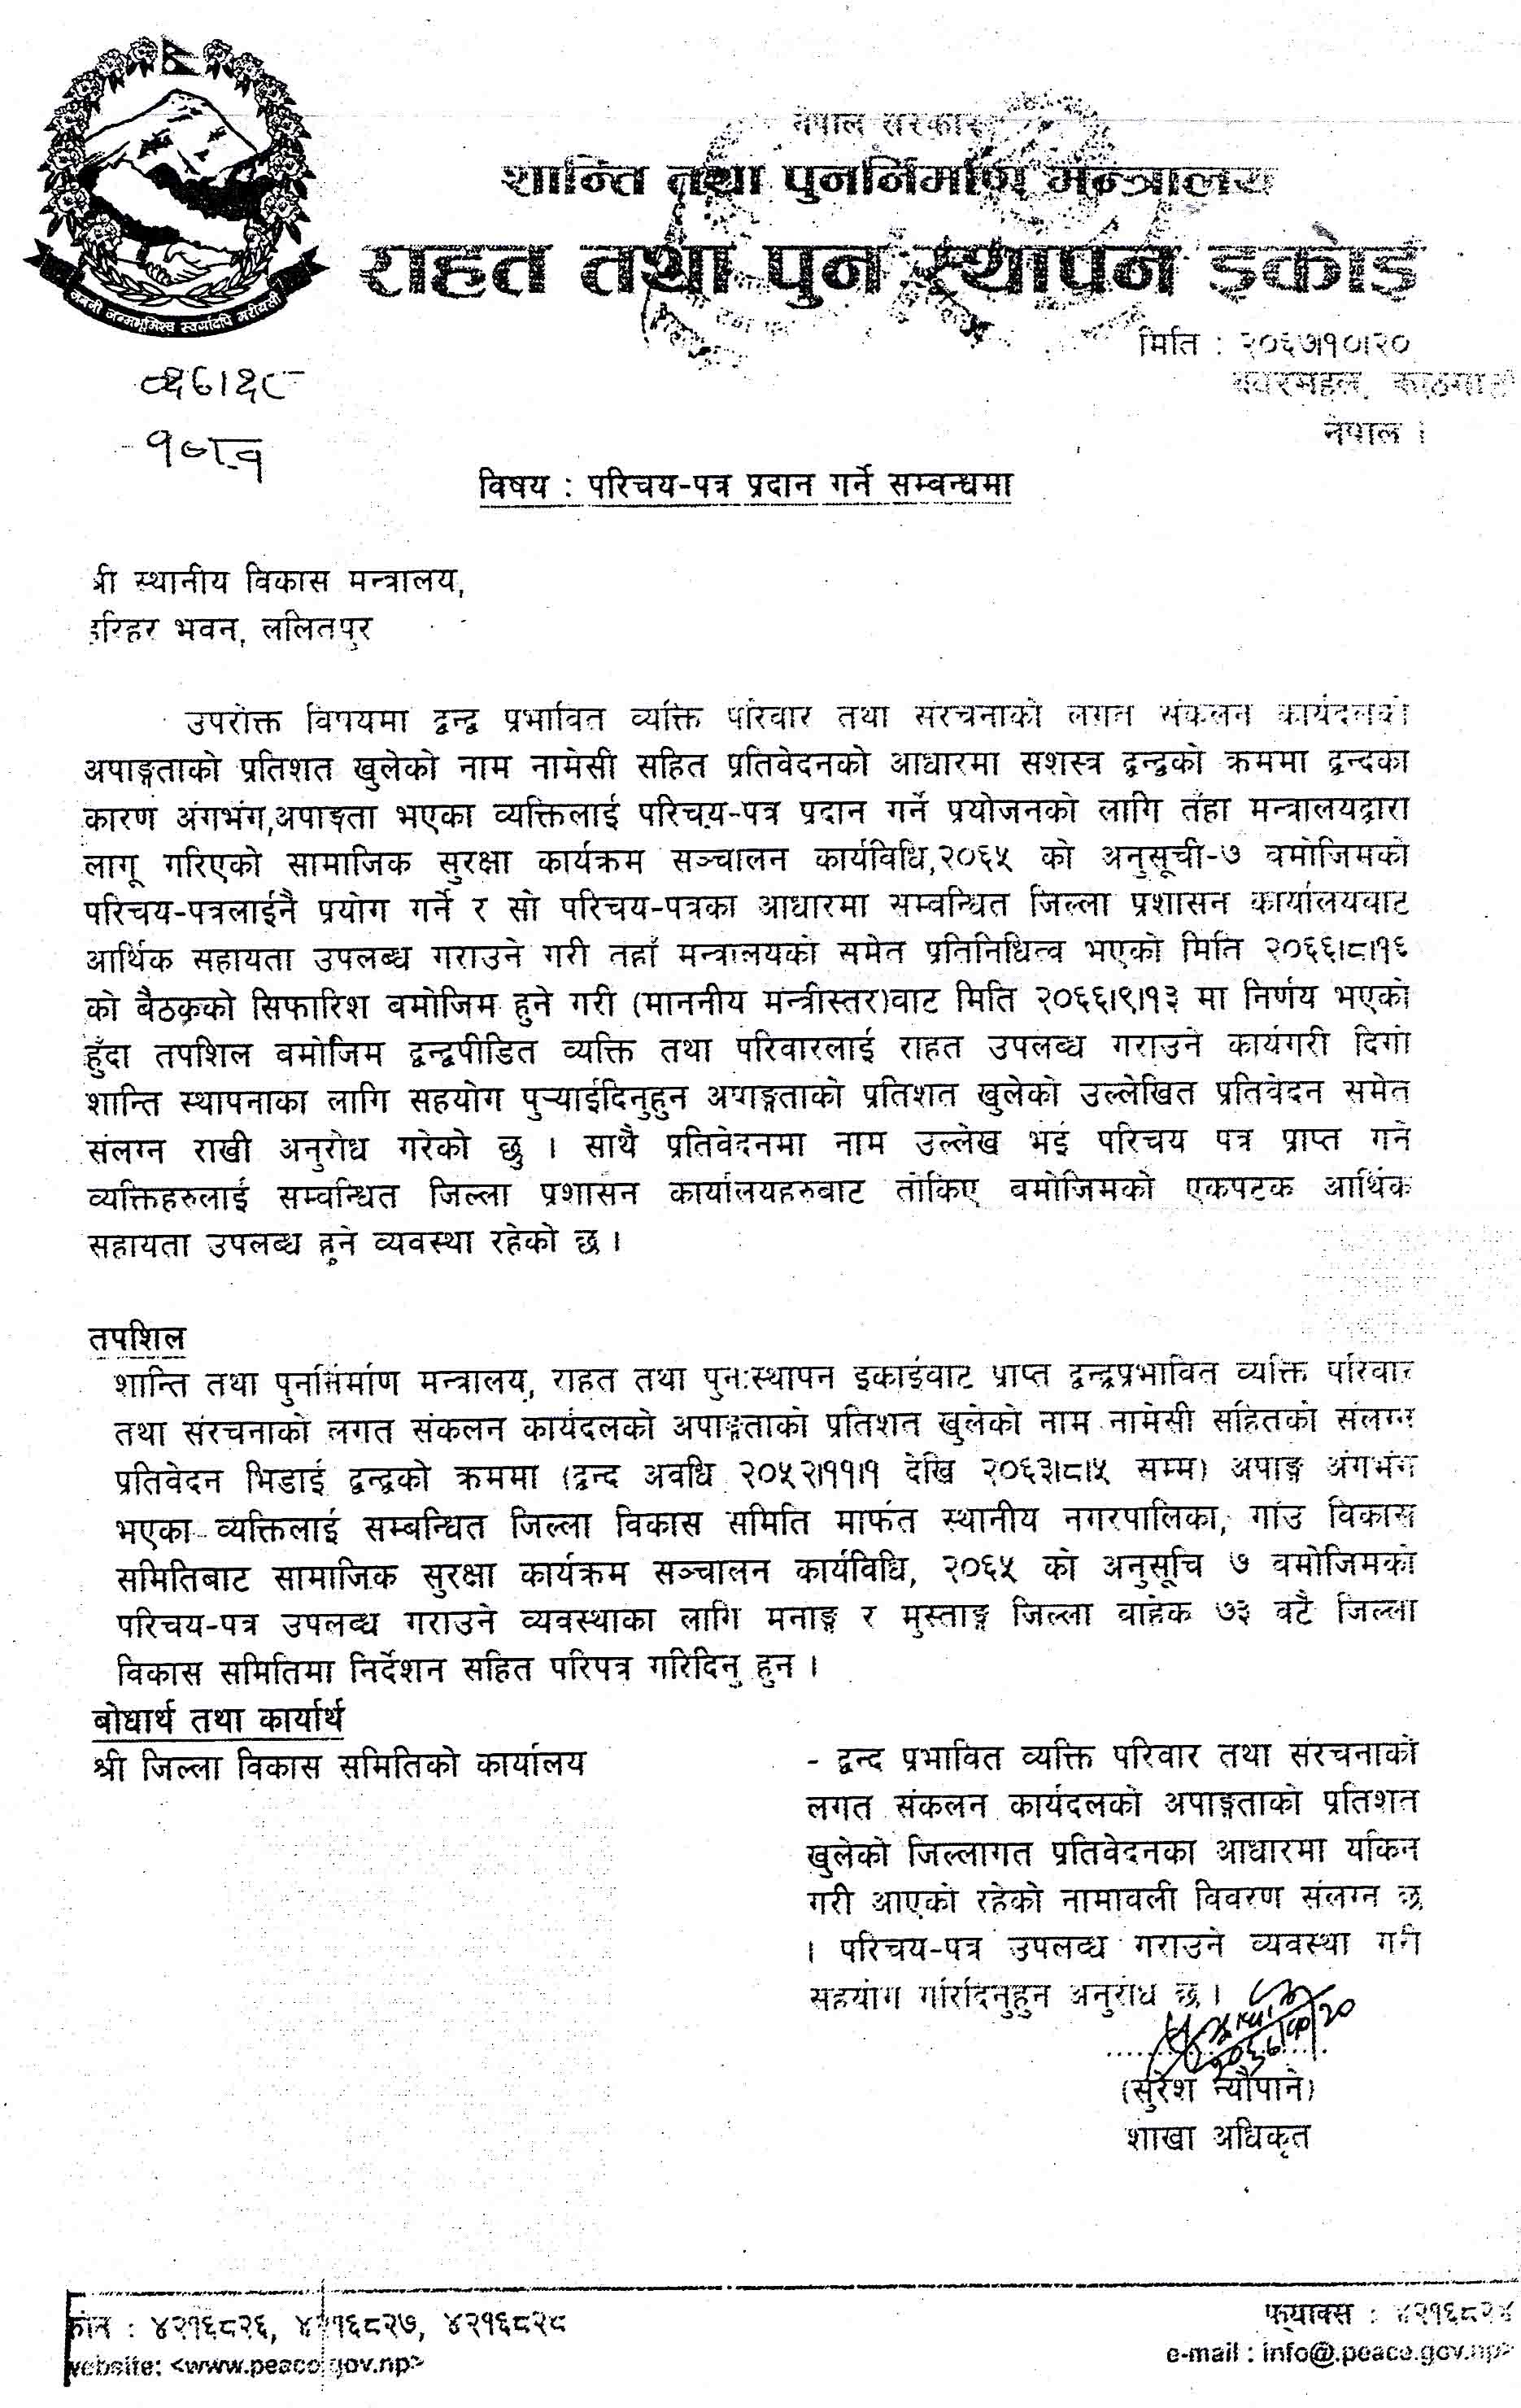 जननी जन्मभूमिश्च स्वर्गादपि गरीयसी
नेपाल सरकार
शान्ति तथा पुनर्निर्माण मन्त्रालय
राहत तथा पुन स्थापन इकाई
मिति : २०६७।१०।२०
काठमाडौं
नेपाल ।
विषय : परिचय-पत्र प्रदान गर्ने सम्वन्धमा
श्री स्थानीय विकास मन्त्रालय,
हरिहर भवन, ललितपुर
उपरोक्त विषयमा द्वन्द्व प्रभावित व्यक्ति परिवार तथा संरचनाको लगत संकलन कार्यदलको
अपाङ्गताको प्रतिशत खुलेको नाम नामेसी सहित प्रतिवेदनको आधारमा सशस्त्र द्वन्द्वको क्रममा द्वन्दका
कारण अंगभंग,अपाङ्गता भएका व्यक्तिलाई परिचय-पत्र प्रदान गर्ने प्रयोजनको लागि तँहा मन्त्रालयद्वारा
लागू गरिएको सामाजिक सुरक्षा कार्यक्रम सञ्चालन कार्यविधि,२०६५ को अनुसूची-७ वमोजिमको
परिचय-पत्रलाईनै प्रयोग गर्ने र सो परिचय-पत्रका आधारमा सम्वन्धित जिल्ला प्रशासन कार्यालयवाट
आर्थिक सहायता उपलब्ध गराउने गरी तहाँ मन्त्रालयको समेत प्रतिनिधित्व भएको मिति २०६६।८।१६
को बैठकको सिफारिश वमोजिम हुने गरी (माननीय मन्त्रीस्तर)वाट मिति २०६६।९।१३ मा निर्णय भएको
हुँदा तपशिल वमोजिम द्वन्द्वपीडित व्यक्ति तथा परिवारलाई राहत उपलब्ध गराउने कार्यगरी दिगो
शान्ति स्थापनाका लागि सहयोग पुऱ्याईदिनुहुन अपाङ्गताको प्रतिशत खुलेको उल्लेखित प्रतिवेदन समेत
संलग्न राखी अनुरोध गरेको छु । साथै प्रतिवेदनमा नाम उल्लेख भई परिचय पत्र प्राप्त गर्ने
व्यक्तिहरुलाई सम्वन्धित जिल्ला प्रशासन कार्यालयहरुबाट तोकिए वमोजिमको एकपटक आर्थिक
सहायता उपलब्ध हुने व्यवस्था रहेको छ ।
तपशिल
शान्ति तथा पुनर्निर्माण मन्त्रालय, राहत तथा पुनःस्थापन इकाईवाट प्राप्त द्वन्द्वप्रभावित व्यक्ति परिवार
तथा संरचनाको लगत संकलन कार्यदलको अपाङ्गताको प्रतिशत खुलेको नाम नामेसी सहितको संलग्न
प्रतिवेदन भिडाई द्वन्द्वको क्रममा (द्वन्द अवधि २०५२।११।१ देखि २०६३।८।५ सम्म) अपाङ्ग अंगभंग
भएका व्यक्तिलाई सम्बन्धित जिल्ला विकास समिति मार्फत स्थानीय नगरपालिका, गांउ विकास
समितिबाट सामाजिक सुरक्षा कार्यक्रम सञ्चालन कार्यविधि, २०६५ को अनुसूचि ७ वमोजिमको
परिचय-पत्र उपलब्ध गराउने व्यवस्थाका लागि मनाङ्ग र मुस्ताङ्ग जिल्ला वाहेक ७३ वटै जिल्ला
विकास समितिमा निर्देशन सहित परिपत्र गरिदिनु हुन ।
बोधार्थ तथा कार्यार्थ
श्री जिल्ला विकास समितिको कार्यालय
- द्वन्द प्रभावित व्यक्ति परिवार तथा संरचनाको
लगत संकलन कार्यदलको अपाङ्गताको प्रतिशत
खुलेको जिल्लागत प्रतिवेदनका आधारमा यकिन
गरी आएको रहेको नामावली विवरण संलग्न छ
। परिचय-पत्र उपलब्ध गराउने व्यवस्था गरी
सहयोग गरिदिनुहुन अनुरोध छ ।
२०६७/१०/२०
(सुरेश न्यौपाने)
शाखा अधिकृत
फोन : ४२१६८२६, ४२१६८२७, ४२१६८२८
फ्याक्स : ४२१६८२४
website: <www.peace.gov.np>
e-mail : info@.peace.gov.np>